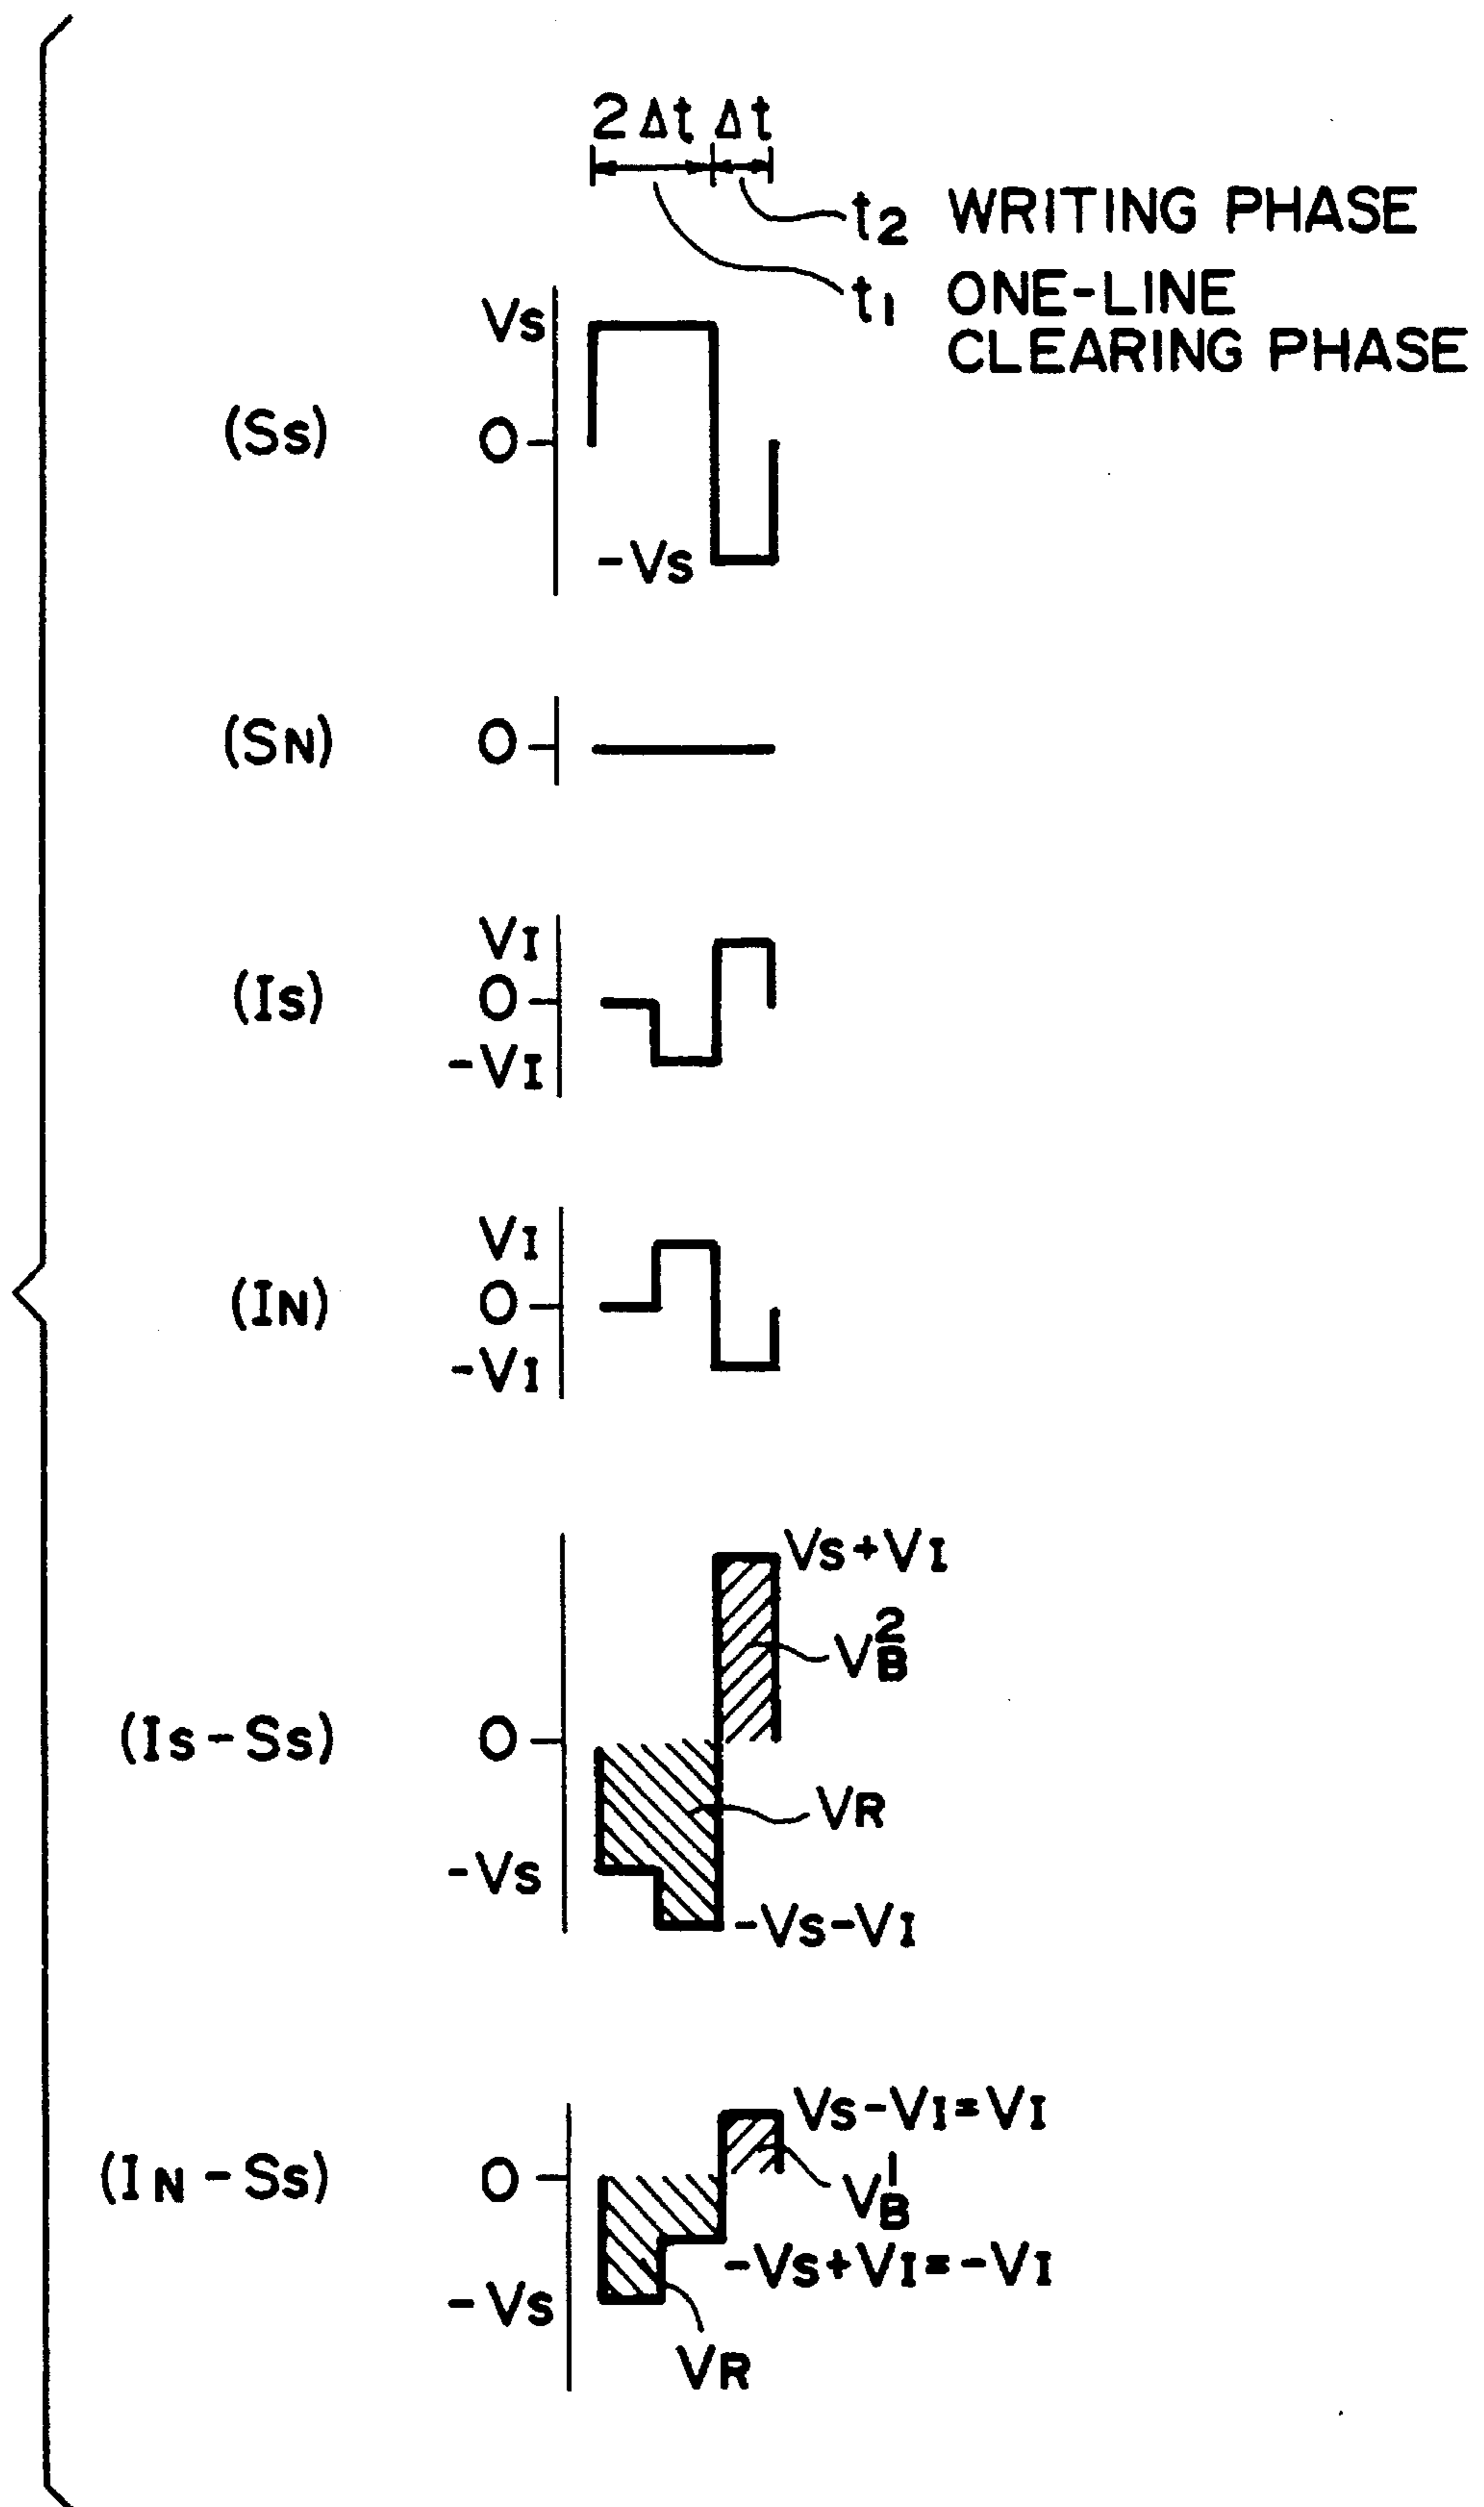 2Δt Δt
t2 WRITING PHASE
t1 ONE-LINE
CLEARING PHASE
Vs
(Ss) 0
-Vs
(SN) 0
VI
(Is) 0
-VI
VI
(IN) 0
-VI
Vs+VI
V2B
(Is-Ss) 0
VR
-Vs
-Vs-VI
Vs-VI=VI
(IN-Ss) 0
V1B
-Vs+VI=-VI
-Vs
VR